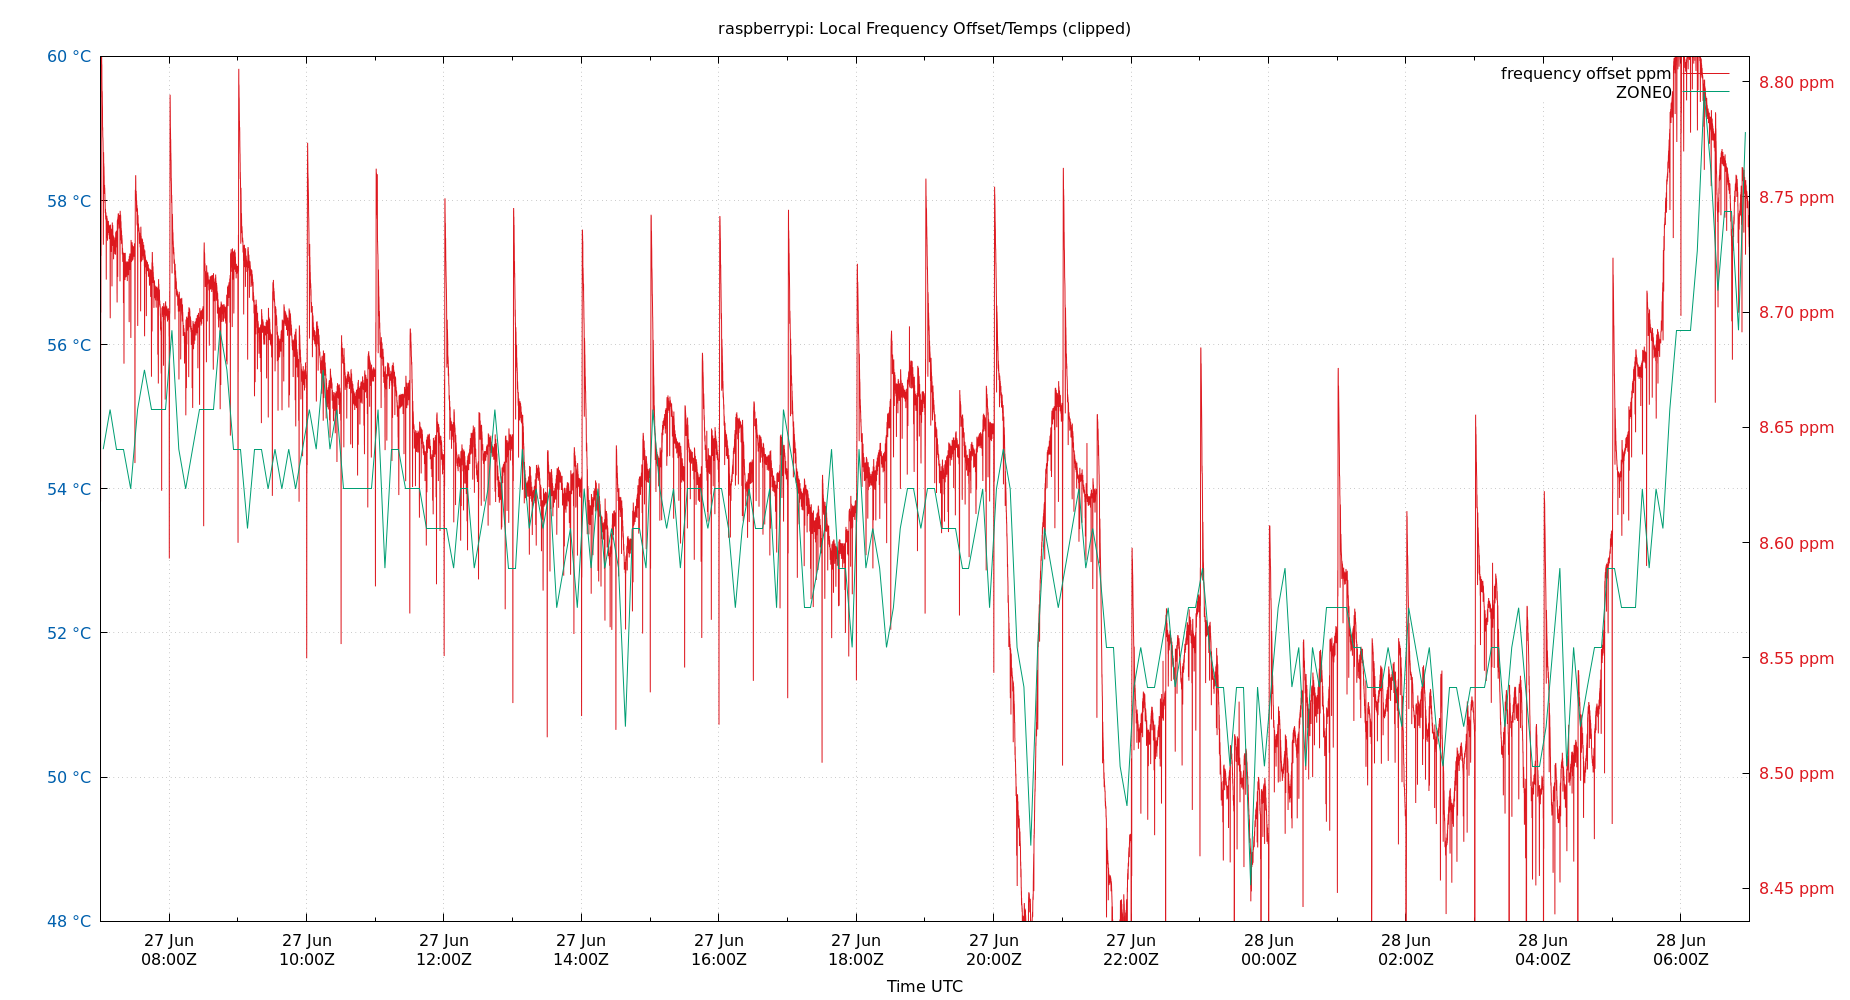 raspberrypi: Local Frequency Offset/Temps (clipped)
60 °C
58 °C
56 °C
54 °C
52 °C
50 °C
48 °C
frequency offset ppm
ZONE0
8.80 ppm
8.75 ppm
8.70 ppm
8.65 ppm
8.60 ppm
8.55 ppm
8.50 ppm
8.45 ppm
27 Jun
08:00Z
27 Jun
10:00Z
27 Jun
12:00Z
27 Jun
14:00Z
27 Jun
16:00Z
27 Jun
18:00Z
27 Jun
20:00Z
27 Jun
22:00Z
28 Jun
00:00Z
28 Jun
02:00Z
28 Jun
04:00Z
28 Jun
06:00Z
Time UTC